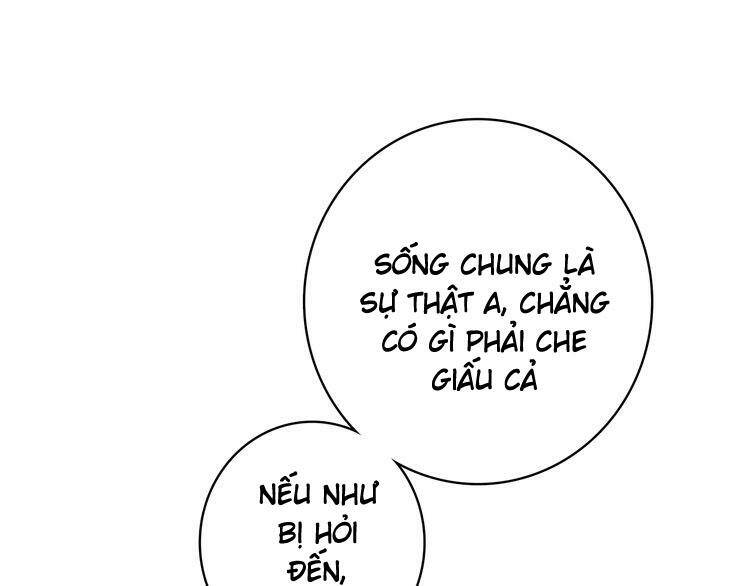 SỐNG CHUNG LÀ
SỰ THẬT A, CHẲNG
CÓ GÌ PHẢI CHE
GIẤU CẢ
NẾU NHƯ
BỊ HỎI
ĐẾN,